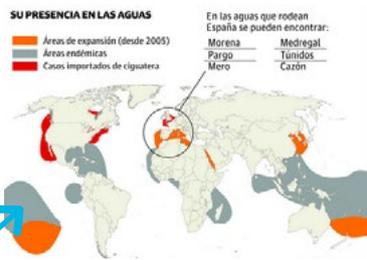 SU PRESENCIA EN LAS AGUAS
Áreas de expansión (desde 2005)
Áreas endémicas
Casos importados de ciguatera
En las aguas que rodean
España se pueden encontrar:
Morena Medregal
Pargo Túnidos
Mero Cazón